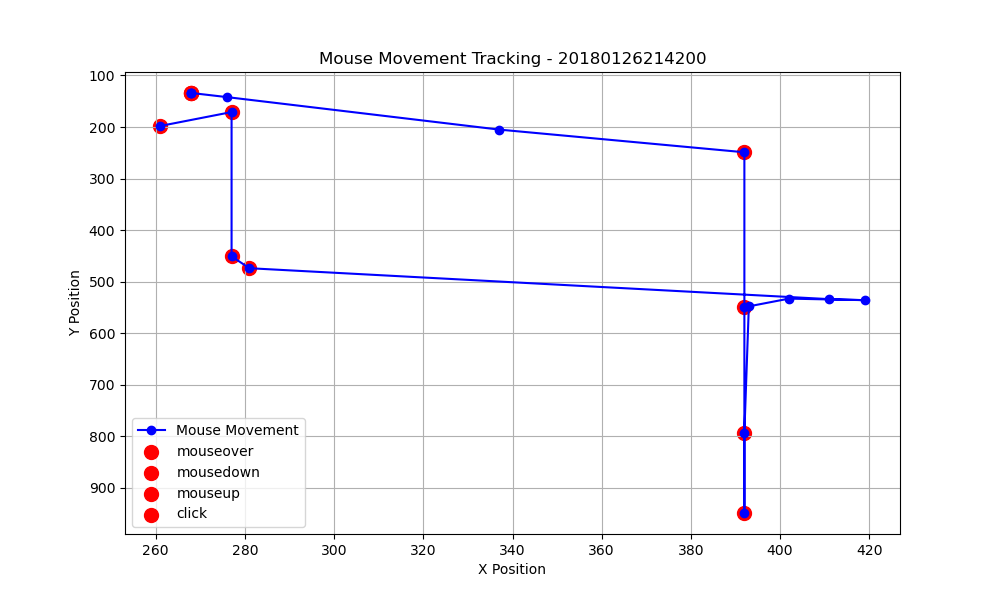 Mouse Movement Tracking - 20180126214200
100
200
300
400
500
600
700
800
900
Y Position
Mouse Movement
mouseover
mousedown
mouseup
click
260 280 300 320 340 360 380 400 420
X Position